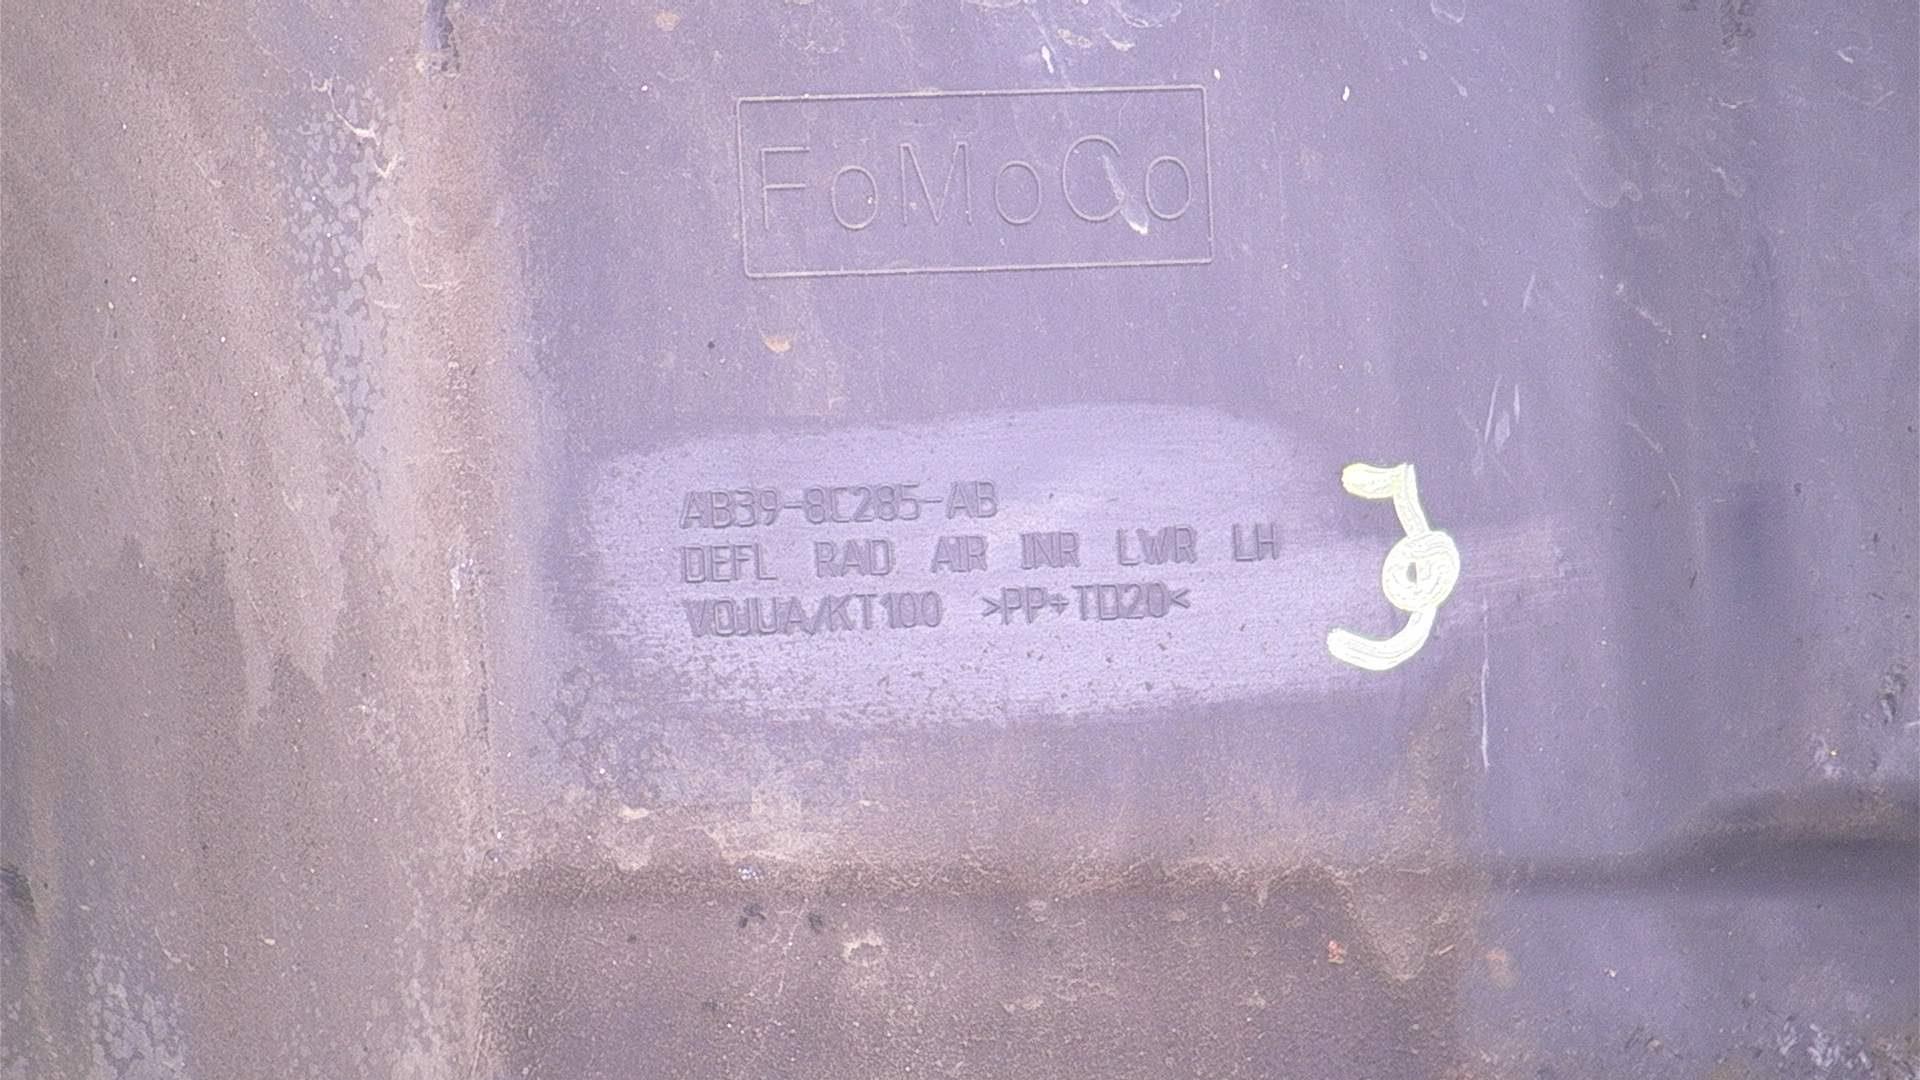 FoMoCo
AB39-8C285-AB
DEFL RAD AIR INR LWR LH
VOJUA/KT100 >PP+TD20<